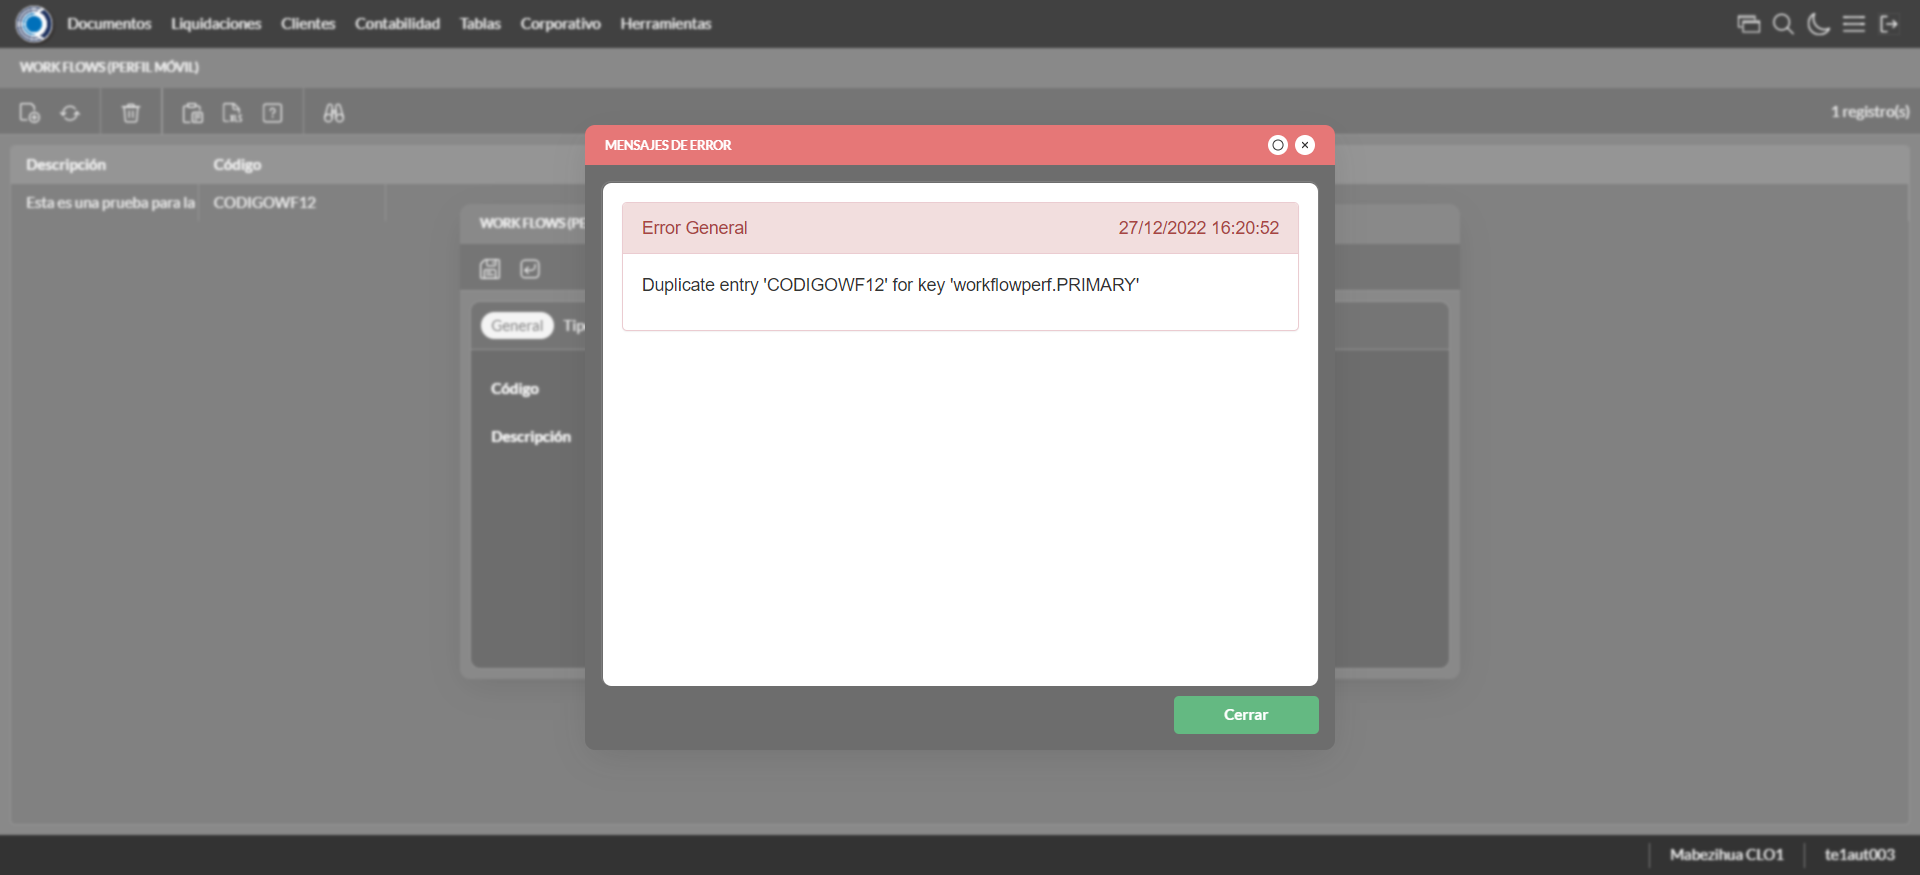 Documentos Liquidaciones Clientes Contabilidad Tablas Corporativo Herramientas
WORK FLOWS (PERFIL MÓVIL)
1 registro(s)
Descripción Código
Esta es una prueba para la CODIGOWF12
WORK FLOWS (PE
General Tip
Código
Descripción
MENSAJES DE ERROR
Error General 27/12/2022 16:20:52
Duplicate entry 'CODIGOWF12' for key 'workflowperf.PRIMARY'
Cerrar
Mabezihua CLO1 te1aut003